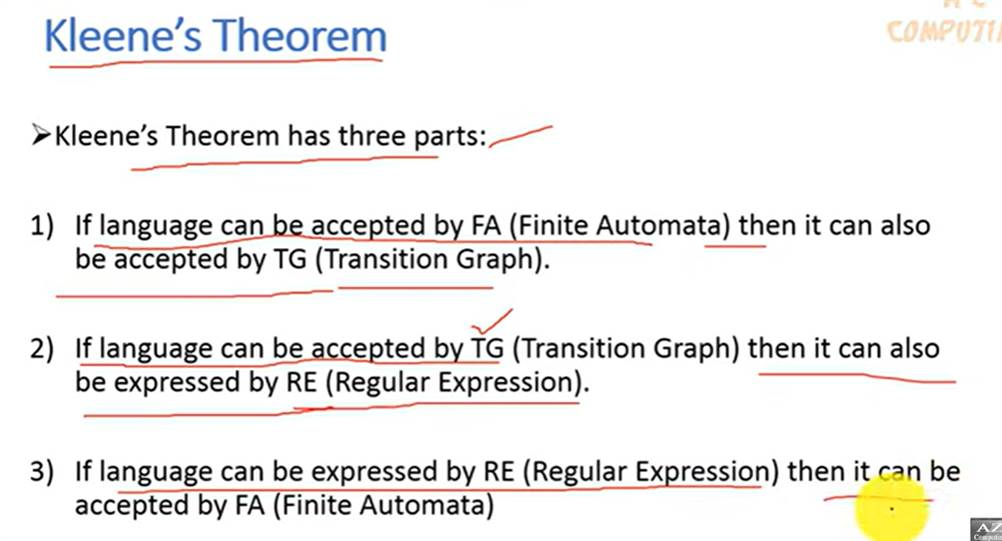 A C
COMPUTI
Kleene's Theorem
➤Kleene's Theorem has three parts:
1) If language can be accepted by FA (Finite Automata) then it can also
be accepted by TG (Transition Graph).
2) If language can be accepted by TG (Transition Graph) then it can also
be expressed by RE (Regular Expression).
3) If language can be expressed by RE (Regular Expression) then it can be
accepted by FA (Finite Automata)
AZ
Compute